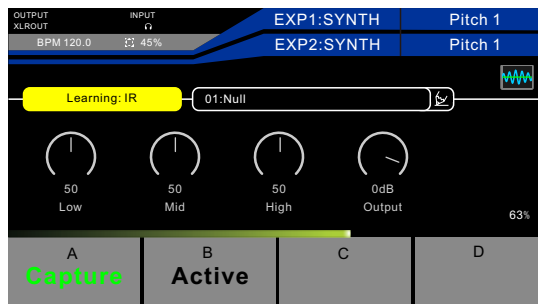 OUTPUT INPUT EXP1:SYNTH Pitch 1
XLROUT
BPM 120.0 45% EXP2:SYNTH Pitch 1
Learning: IR 01:Null
50 50 50 0dB
Low Mid High Output
63%
A B C D
Capture Active